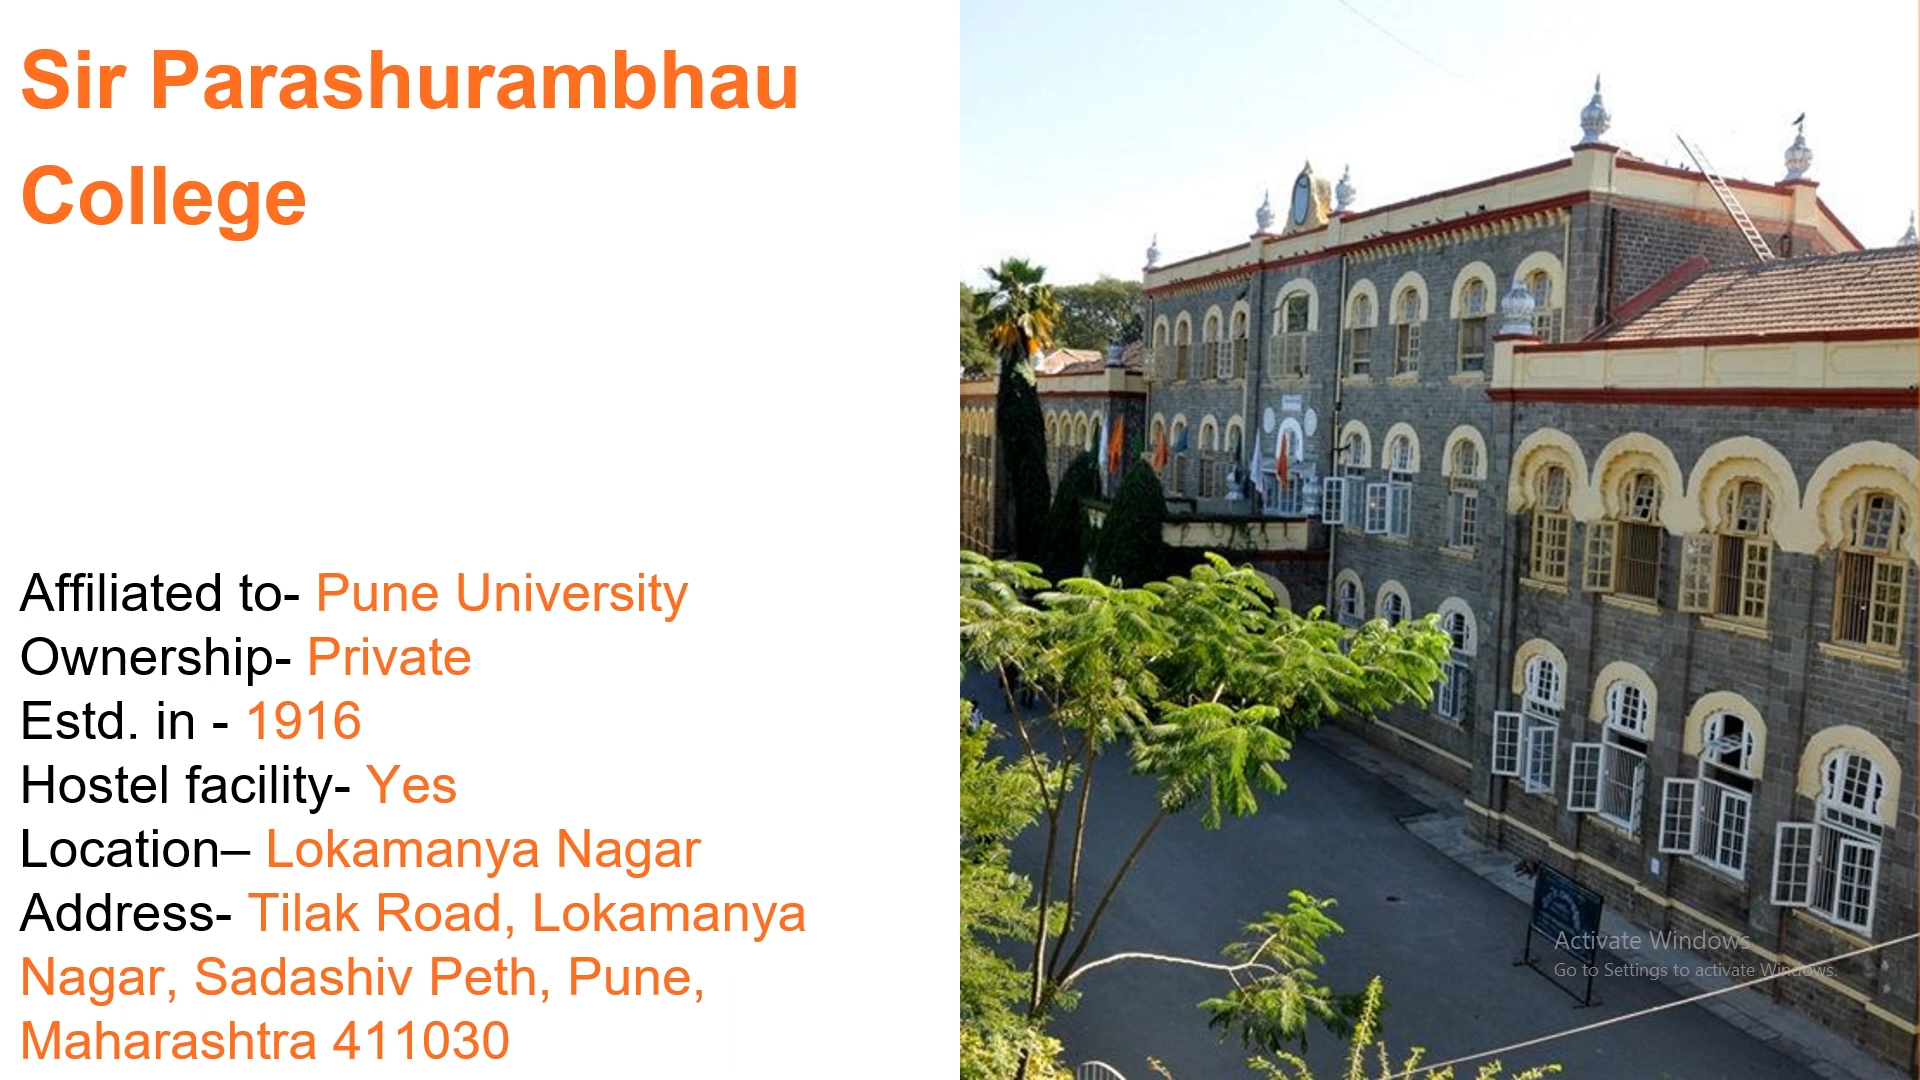 Sir Parashurambhau
College
Affiliated to- Pune University
Ownership- Private
Estd. in - 1916
Hostel facility- Yes
Location– Lokamanya Nagar
Address- Tilak Road, Lokamanya
Nagar, Sadashiv Peth, Pune,
Maharashtra 411030
Activate Windows
Go to Settings to activate Windows.